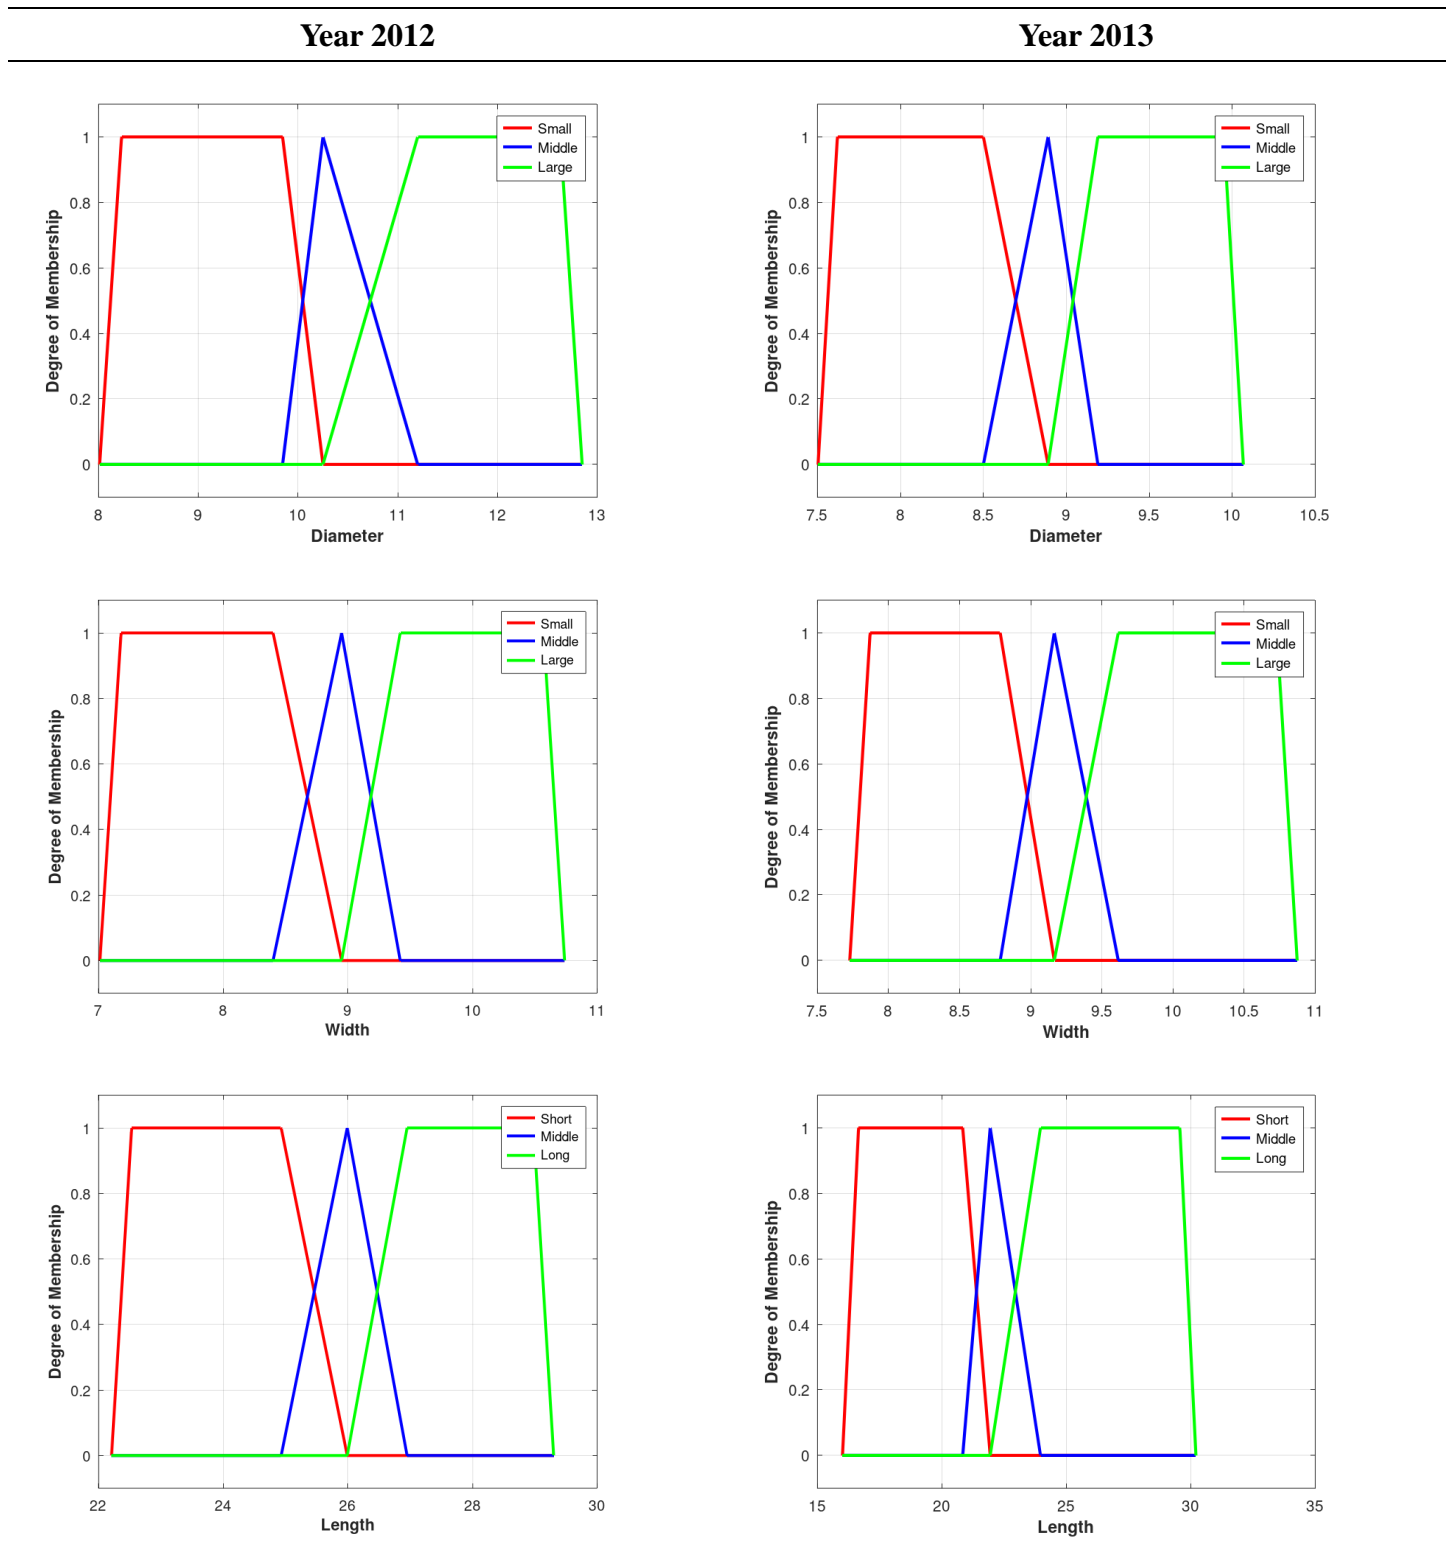 Year 2012 Year 2013
1
0.8
0.6
0.4
0.2
0
Degree of Membership
8 9 10 11 12 13
Diameter
Small
Middle
Large
1
0.8
0.6
0.4
0.2
0
Degree of Membership
7.5 8 8.5 9 9.5 10 10.5
Diameter
Small
Middle
Large
1
0.8
0.6
0.4
0.2
0
Degree of Membership
7 8 9 10 11
Width
Small
Middle
Large
1
0.8
0.6
0.4
0.2
0
Degree of Membership
7.5 8 8.5 9 9.5 10 10.5 11
Width
Small
Middle
Large
1
0.8
0.6
0.4
0.2
0
Degree of Membership
22 24 26 28 30
Length
Short
Middle
Long
1
0.8
0.6
0.4
0.2
0
Degree of Membership
15 20 25 30 35
Length
Short
Middle
Long